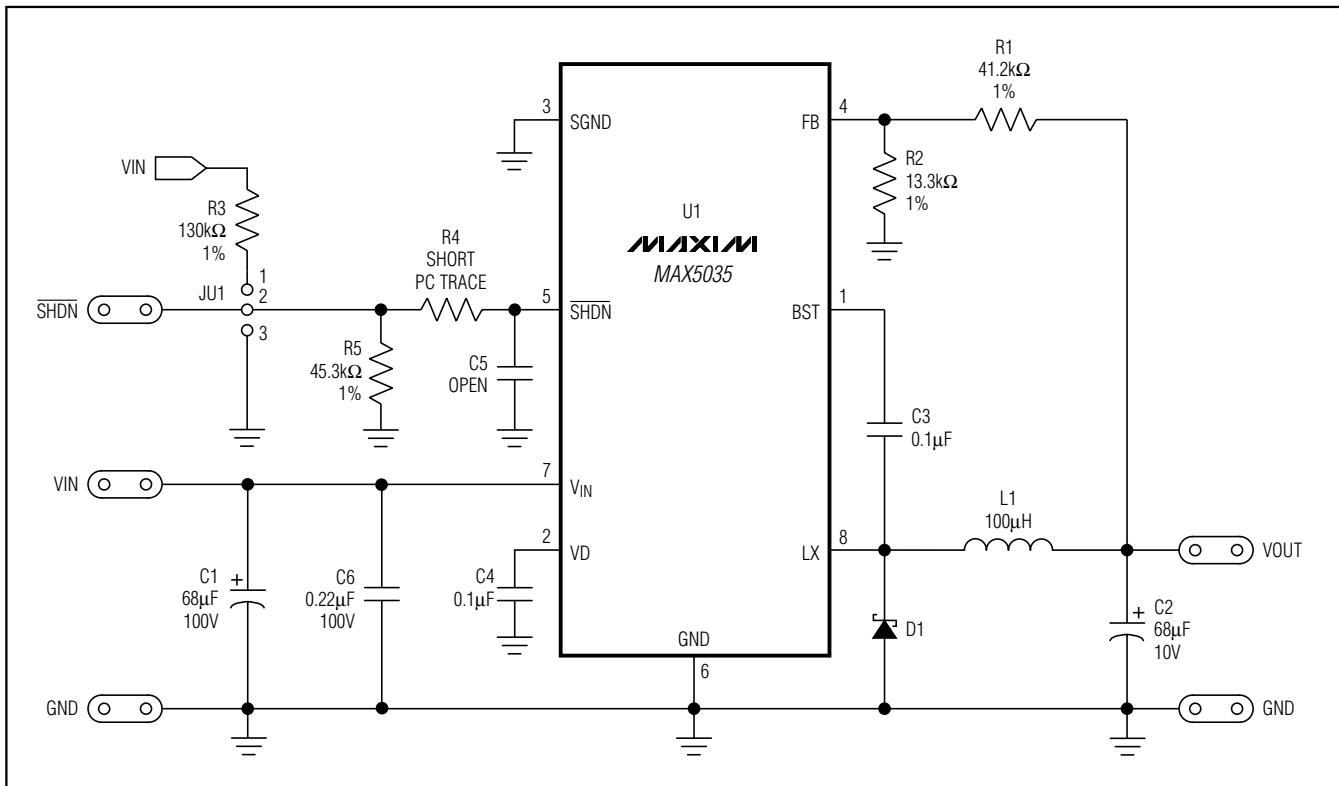 R1
41.2kΩ
1%
3
SGND
4
FB
VIN
R2
13.3kΩ
1%
R3
130kΩ
1%
U1
MAXIM
MAX5035
R4
SHORT
PC TRACE
1
JU1
2
3
SHDN
5
SHDN
1
BST
R5
45.3kΩ
1%
C5
OPEN
C3
0.1µF
VIN
7
VIN
L1
100µH
2
VD
8
LX
VOUT
C1
+
68µF
100V
C6
0.22µF
100V
C4
0.1µF
GND
6
D1
+
C2
68µF
10V
GND
GND